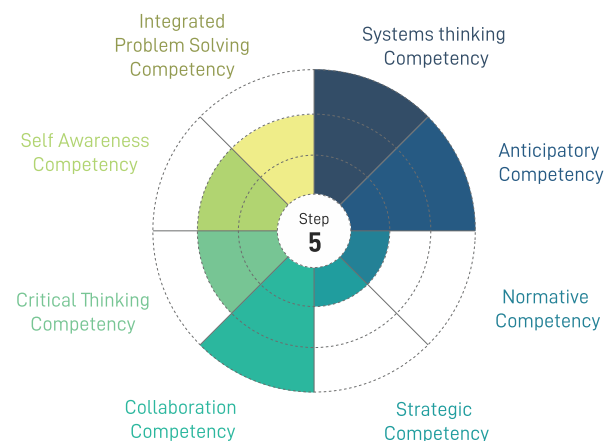 Integrated
Problem Solving
Competency
Systems thinking
Competency
Self Awareness
Competency
Anticipatory
Competency
Step
5
Critical Thinking
Competency
Normative
Competency
Collaboration
Competency
Strategic
Competency